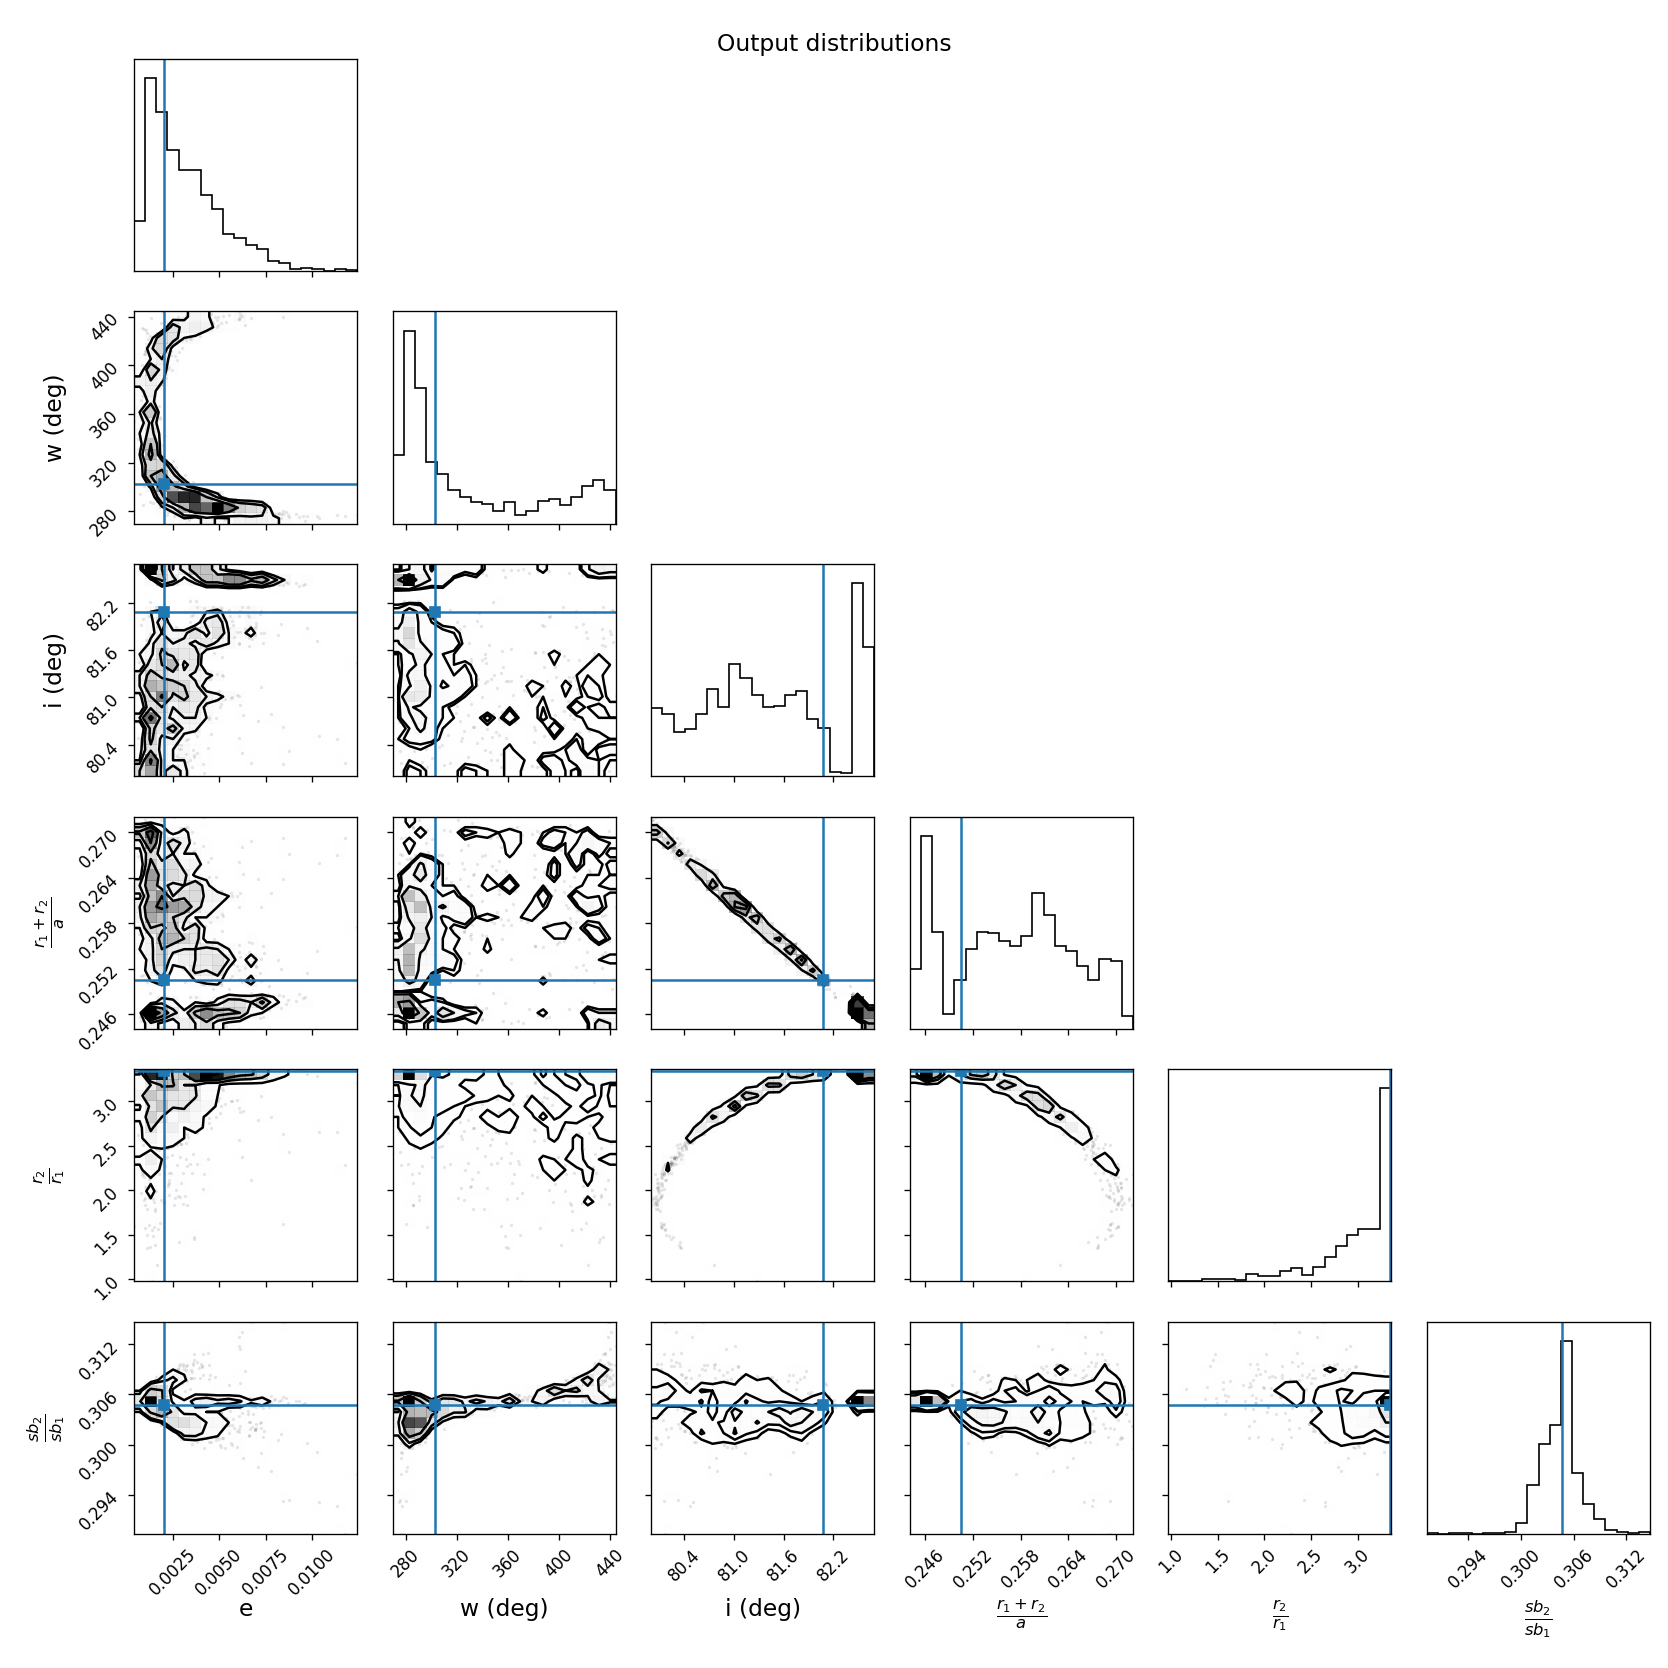 Output distributions
440
400
360
320
280
w (deg)
82.2
81.6
81.0
80.4
i (deg)
0.270
0.264
0.258
0.252
0.246
r₁ + r₂
a
3.0
2.5
2.0
1.5
1.0
r₂
r₁
0.312
0.306
0.300
0.294
sb₂
sb₁
0.0025 0.0050 0.0075 0.0100
280 320 360 400 440
80.4 81.0 81.6 82.2
0.246 0.252 0.258 0.264 0.270
1.0 1.5 2.0 2.5 3.0
0.294 0.300 0.306 0.312
e
w (deg)
i (deg)
r₁ + r₂
a
r₂
r₁
sb₂
sb₁